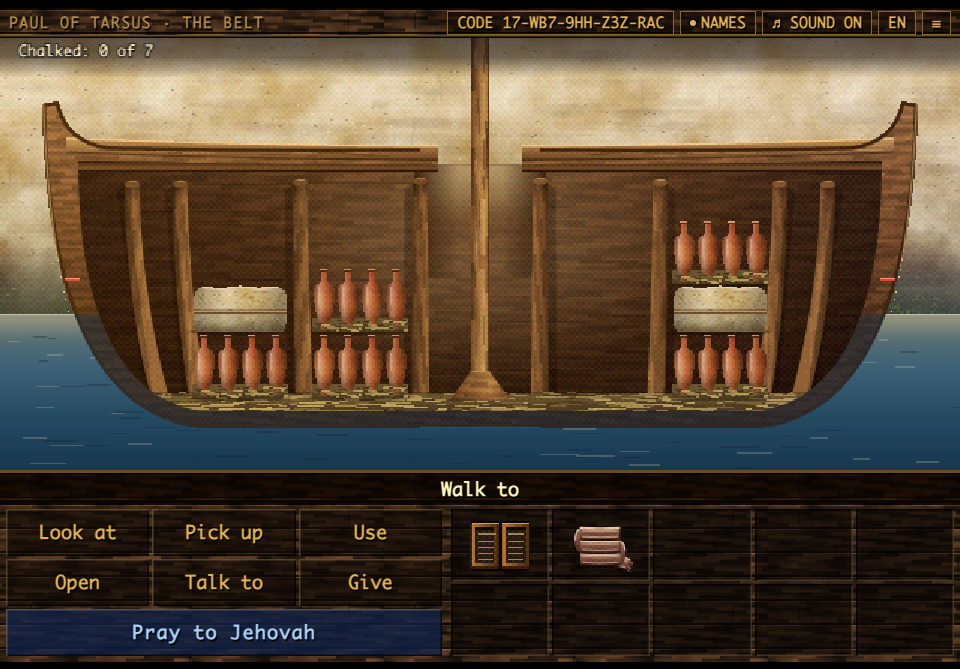 PAUL OF TARSUS · THE BELT
CODE 17-WB7-9HH-Z3Z-RAC
• NAMES
♬ SOUND ON
EN
≡
Chalked: 0 of 7
Walk to
Look at
Pick up
Use
Open
Talk to
Give
Pray to Jehovah